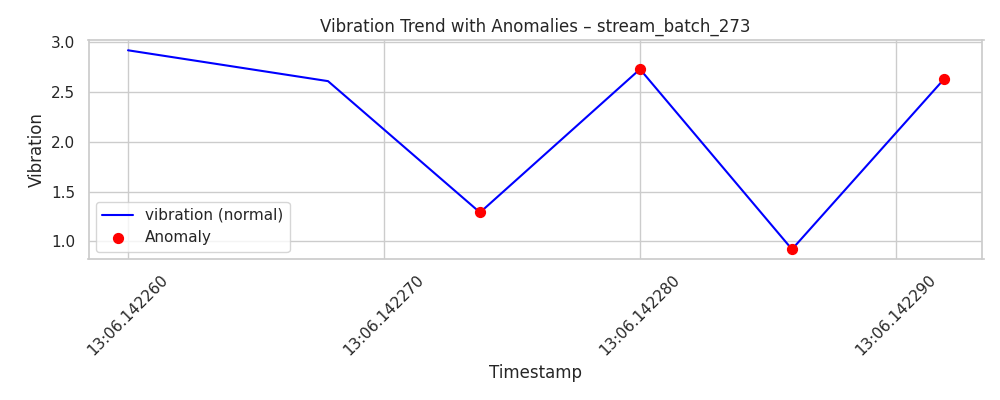 Vibration Trend with Anomalies – stream_batch_273
3.0
2.5
2.0
1.5
1.0
Vibration
vibration (normal)
Anomaly
13:06.142260
13:06.142270
13:06.142280
13:06.142290
Timestamp